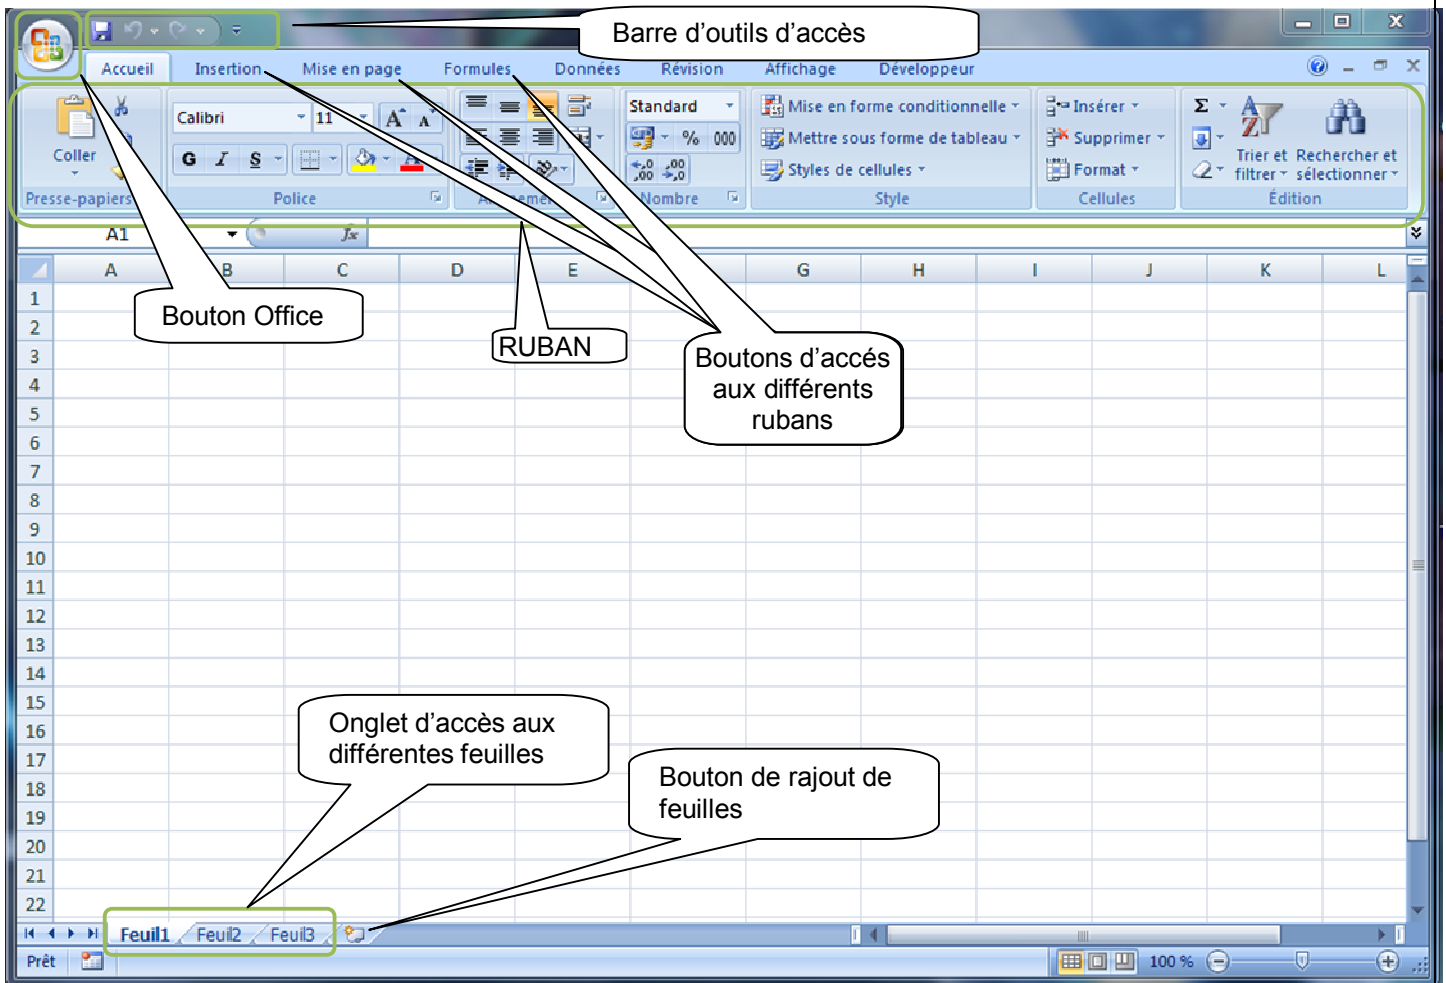 Barre d'outils d'accès
Accueil Insertion Mise en page Formules Données Révision Affichage Développeur
Calibri 11 A A Standard Mise en forme conditionnelle Insérer Σ
Coller G I S A % 000 Mettre sous forme de tableau Supprimer Trier et filtrer Rechercher et sélectionner
Styles de cellules Format
Presse-papiers Police Nombre Style Cellules Édition
A1 fx
A B C D E G H I J K L
1
Bouton Office
2
RUBAN
3
Boutons d'accés
aux différents
rubans
4
5
6
7
8
9
10
11
12
13
14
15
Onglet d'accès aux
différentes feuilles
16
17
Bouton de rajout de
feuilles
18
19
20
21
22
Feuil1 Feuil2 Feuil3
Prêt 100 %